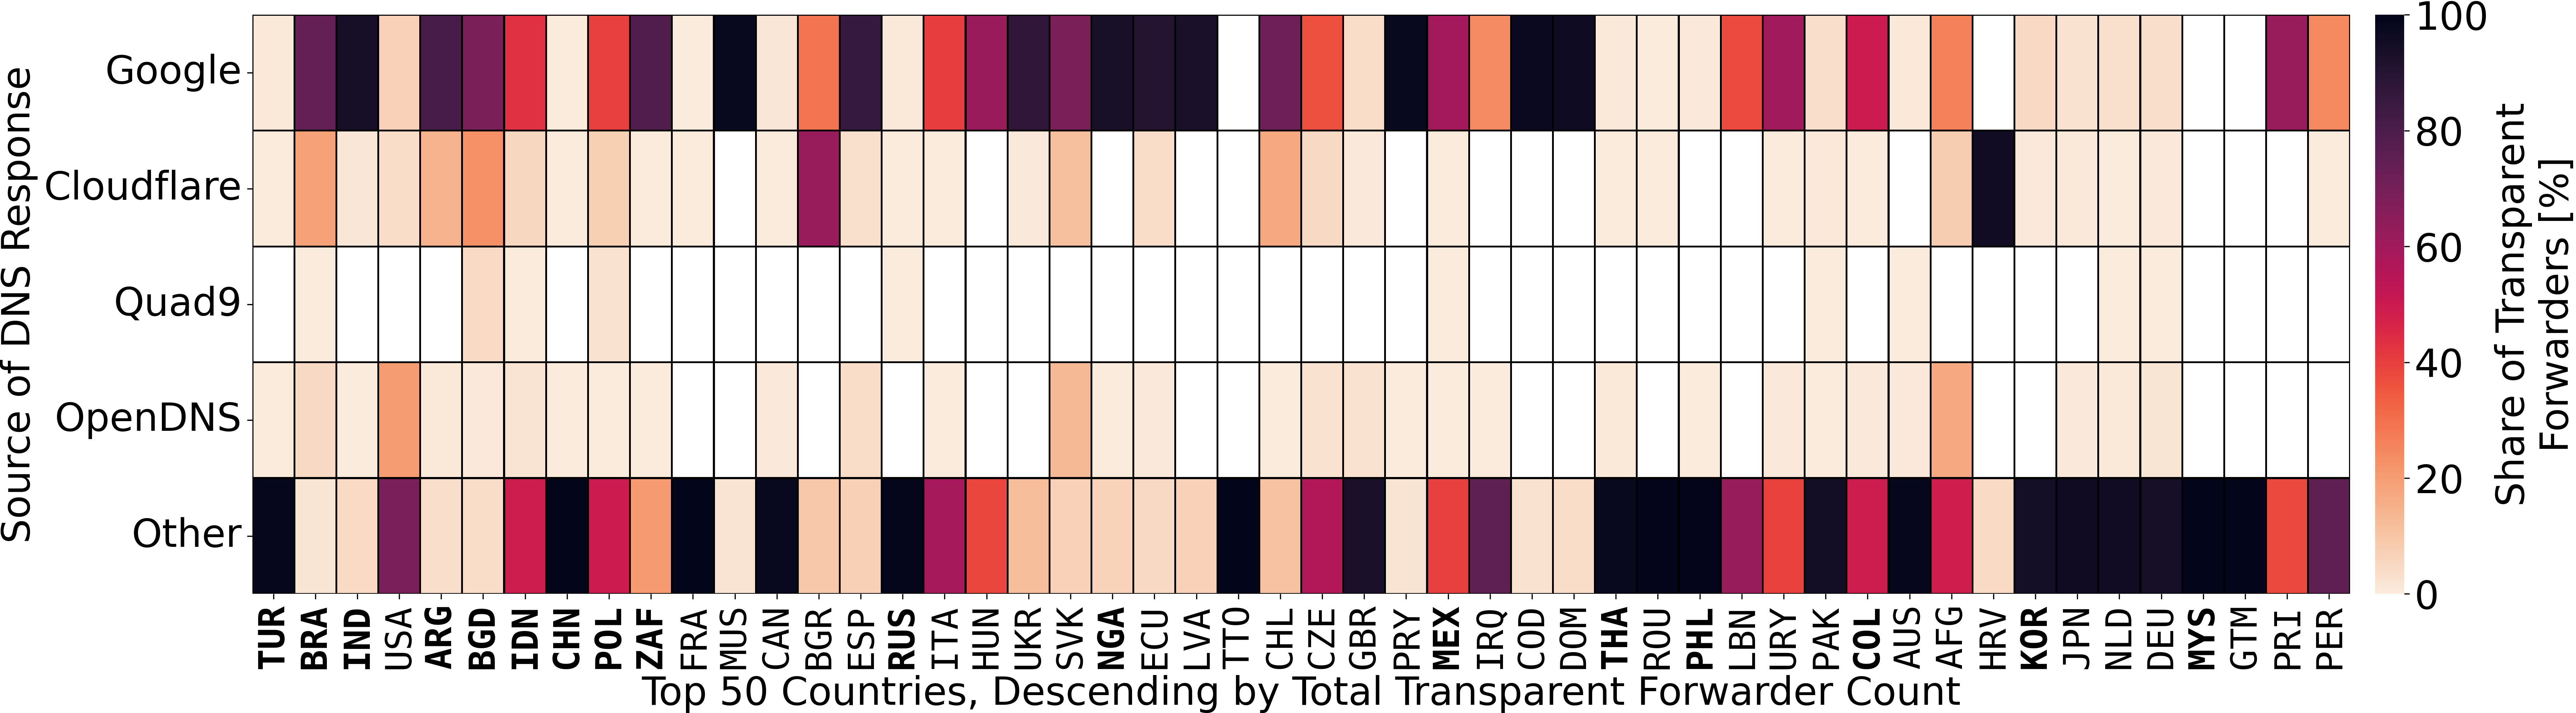 Source of DNS Response
Google
Cloudflare
Quad9
OpenDNS
Other
TUR BRA IND USA ARG BGD IDN CHN POL ZAF FRA MUS CAN BGR ESP RUS ITA HUN UKR SVK NGA ECU LVA TTO CHL CZE GBR PRY MEX IRQ COD DOM THA ROU PHL LBN URY PAK COL AUS AFG HRV KOR JPN NLD DEU MYS GTM PRI PER
Top 50 Countries, Descending by Total Transparent Forwarder Count
100
80
60
40
20
0
Share of Transparent
Forwarders [%]